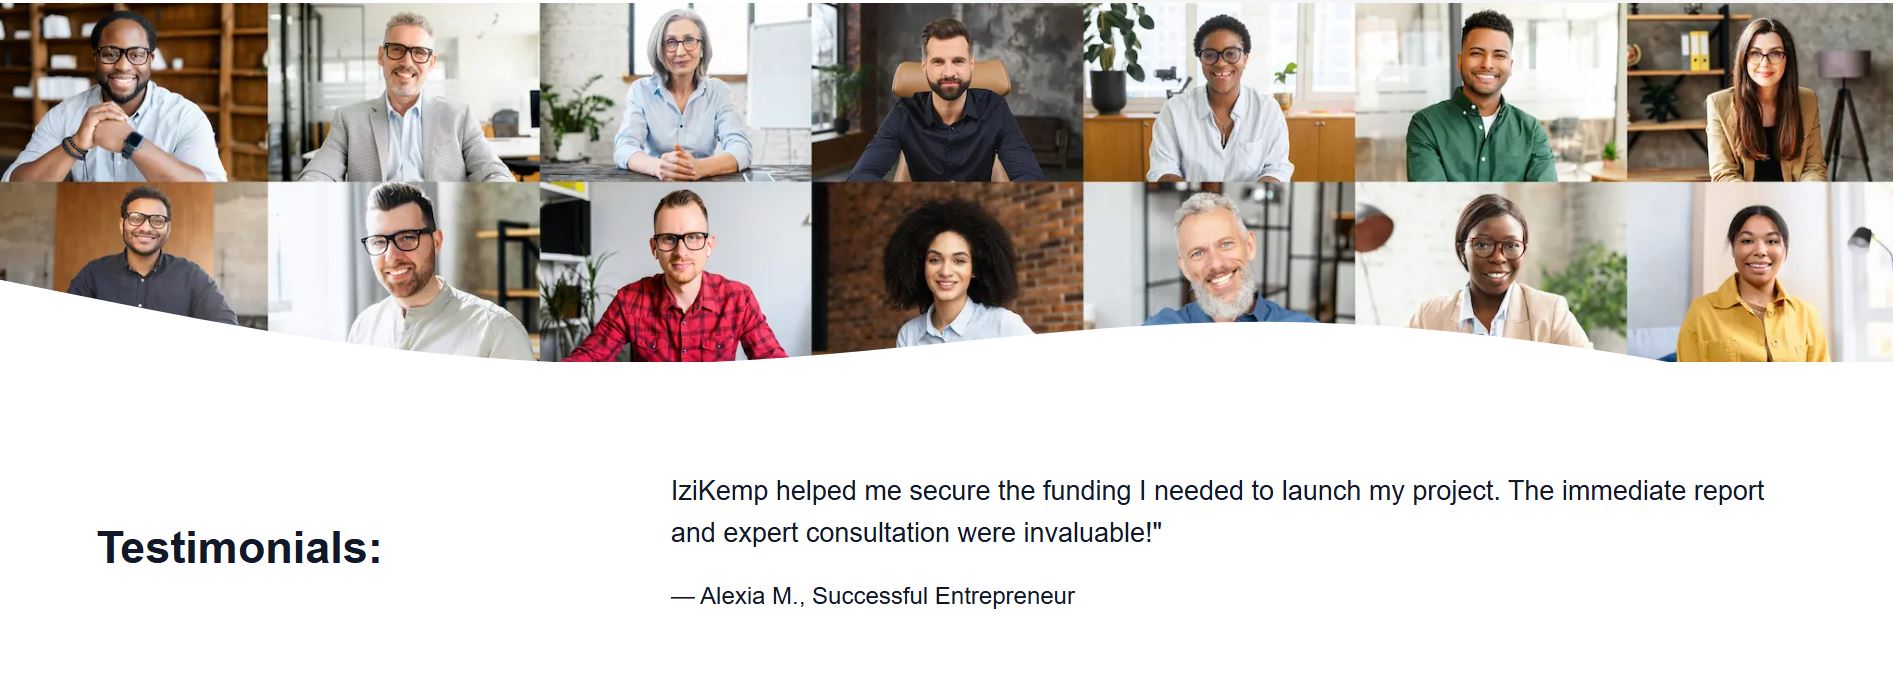 Testimonials:
IziKemp helped me secure the funding I needed to launch my project. The immediate report
and expert consultation were invaluable!"
— Alexia M., Successful Entrepreneur